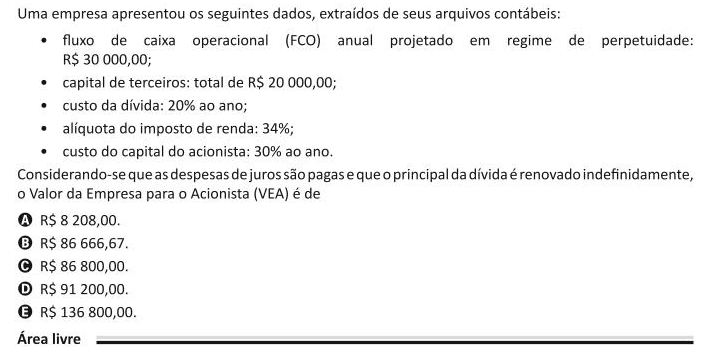 Uma empresa apresentou os seguintes dados, extraídos de seus arquivos contábeis:
• fluxo de caixa operacional (FCO) anual projetado em regime de perpetuidade:
R$ 30 000,00;
• capital de terceiros: total de R$ 20 000,00;
• custo da dívida: 20% ao ano;
• alíquota do imposto de renda: 34%;
• custo do capital do acionista: 30% ao ano.
Considerando-se que as despesas de juros são pagas e que o principal da dívida é renovado indefinidamente,
o Valor da Empresa para o Acionista (VEA) é de
A R$ 8 208,00.
B R$ 86 666,67.
C R$ 86 800,00.
D R$ 91 200,00.
E R$ 136 800,00.
Área livre